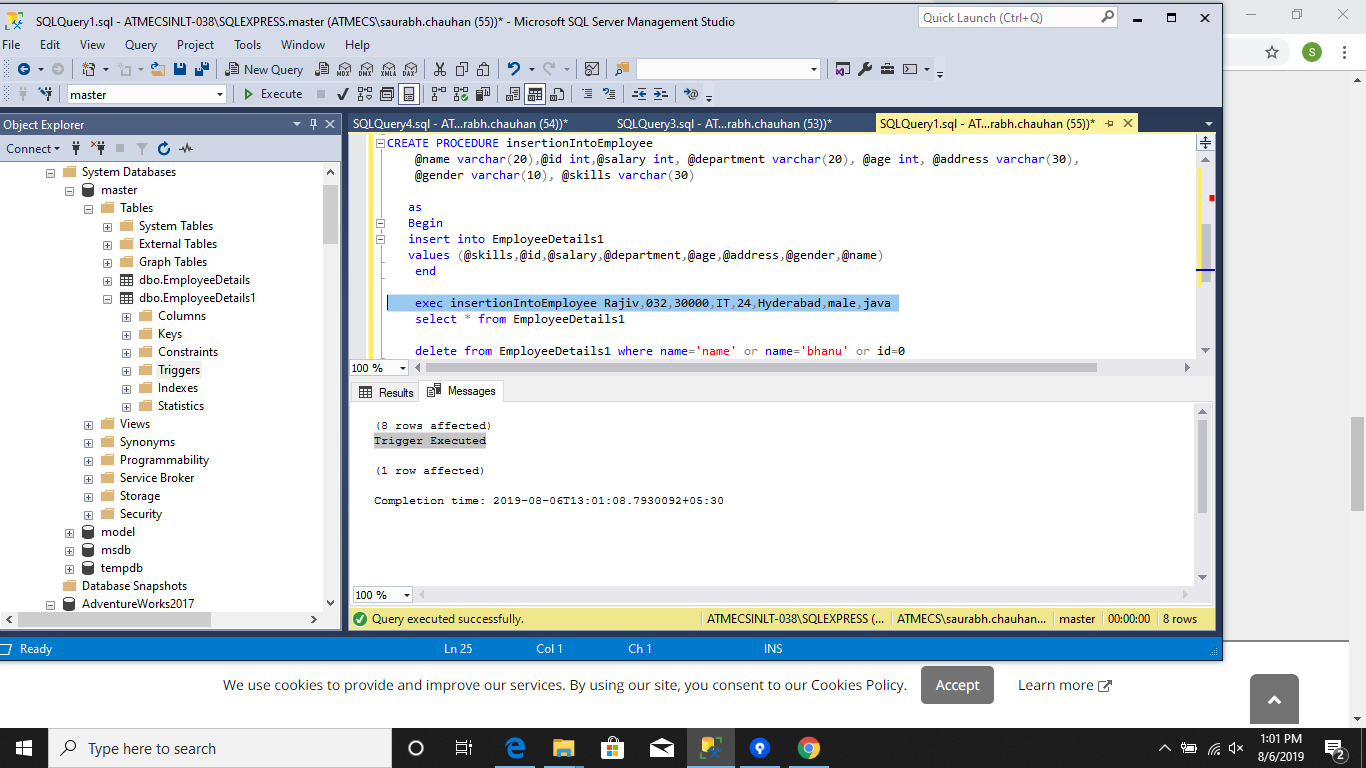 SQLQuery1.sql - ATMECSINLT-038\SQLEXPRESS.master (ATMECS\saurabh.chauhan (55))* - Microsoft SQL Server Management Studio
Quick Launch (Ctrl+Q)
File Edit View Query Project Tools Window Help
New Query
MDX DMX XMLA DAX
master
Execute
S
Object Explorer
SQLQuery4.sql - AT...rabh.chauhan (54))*
SQLQuery3.sql - AT...rabh.chauhan (53))*
SQLQuery1.sql - AT...rabh.chauhan (55))*
Connect
System Databases
master
Tables
System Tables
External Tables
Graph Tables
dbo.EmployeeDetails
dbo.EmployeeDetails1
Columns
Keys
Constraints
Triggers
Indexes
Statistics
Views
Synonyms
Programmability
Service Broker
Storage
Security
model
msdb
tempdb
Database Snapshots
AdventureWorks2017
CREATE PROCEDURE insertionIntoEmployee
@name varchar(20),@id int,@salary int, @department varchar(20), @age int, @address varchar(30),
@gender varchar(10), @skills varchar(30)
as
Begin
insert into EmployeeDetails1
values (@skills,@id,@salary,@department,@age,@address,@gender,@name)
end
exec insertionIntoEmployee Rajiv,032,30000,IT,24,Hyderabad,male,java
select * from EmployeeDetails1
delete from EmployeeDetails1 where name='name' or name='bhanu' or id=0
100 %
Results Messages
(8 rows affected)
Trigger Executed
(1 row affected)
Completion time: 2019-08-06T13:01:08.7930092+05:30
100 %
Query executed successfully.
ATMECSINLT-038\SQLEXPRESS (... ATMECS\saurabh.chauhan... master 00:00:00 8 rows
Ready Ln 25 Col 1 Ch 1 INS
We use cookies to provide and improve our services. By using our site, you consent to our Cookies Policy. Accept Learn more
Type here to search
1:01 PM
8/6/2019
2